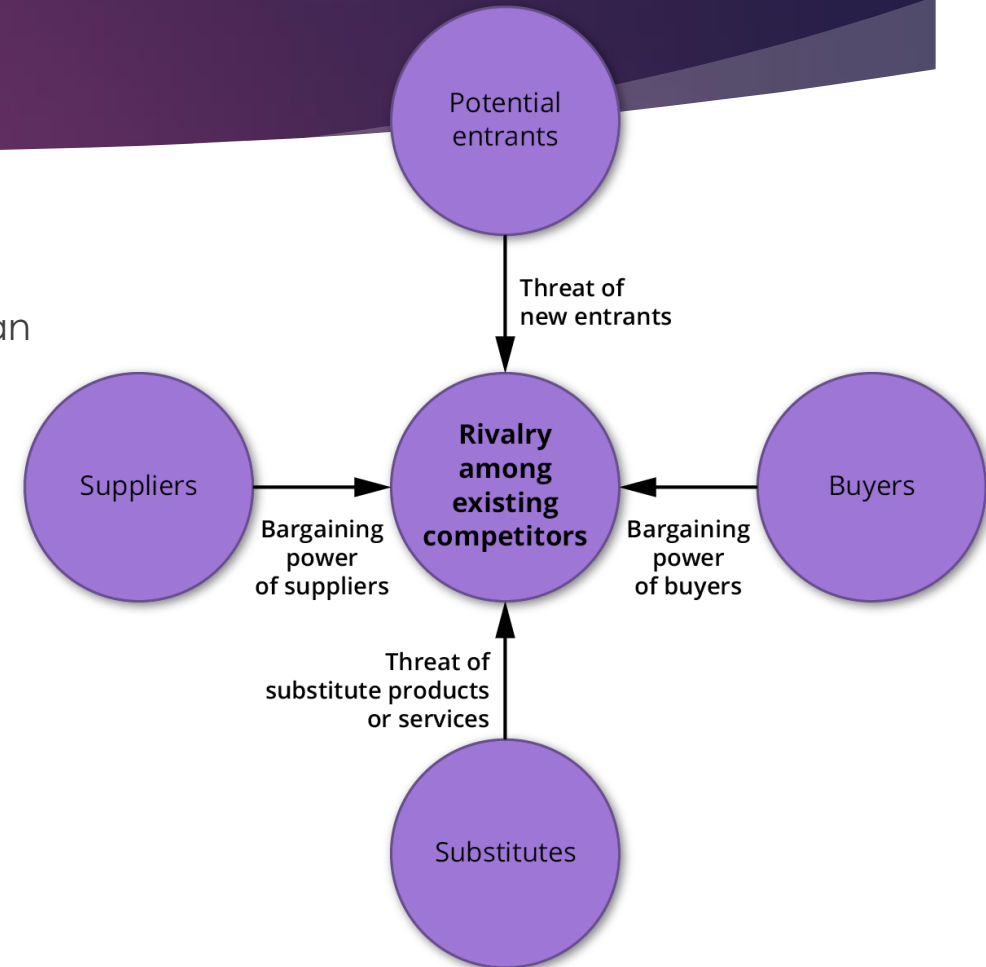 Potential
entrants
Threat of
new entrants
an
Suppliers
Bargaining
power
of suppliers
Rivalry
among
existing
competitors
Bargaining
power
of buyers
Buyers
Threat of
substitute products
or services
Substitutes